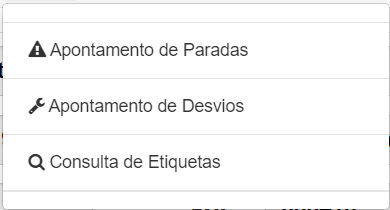 Apontamento de Paradas
Apontamento de Desvios
Consulta de Etiquetas